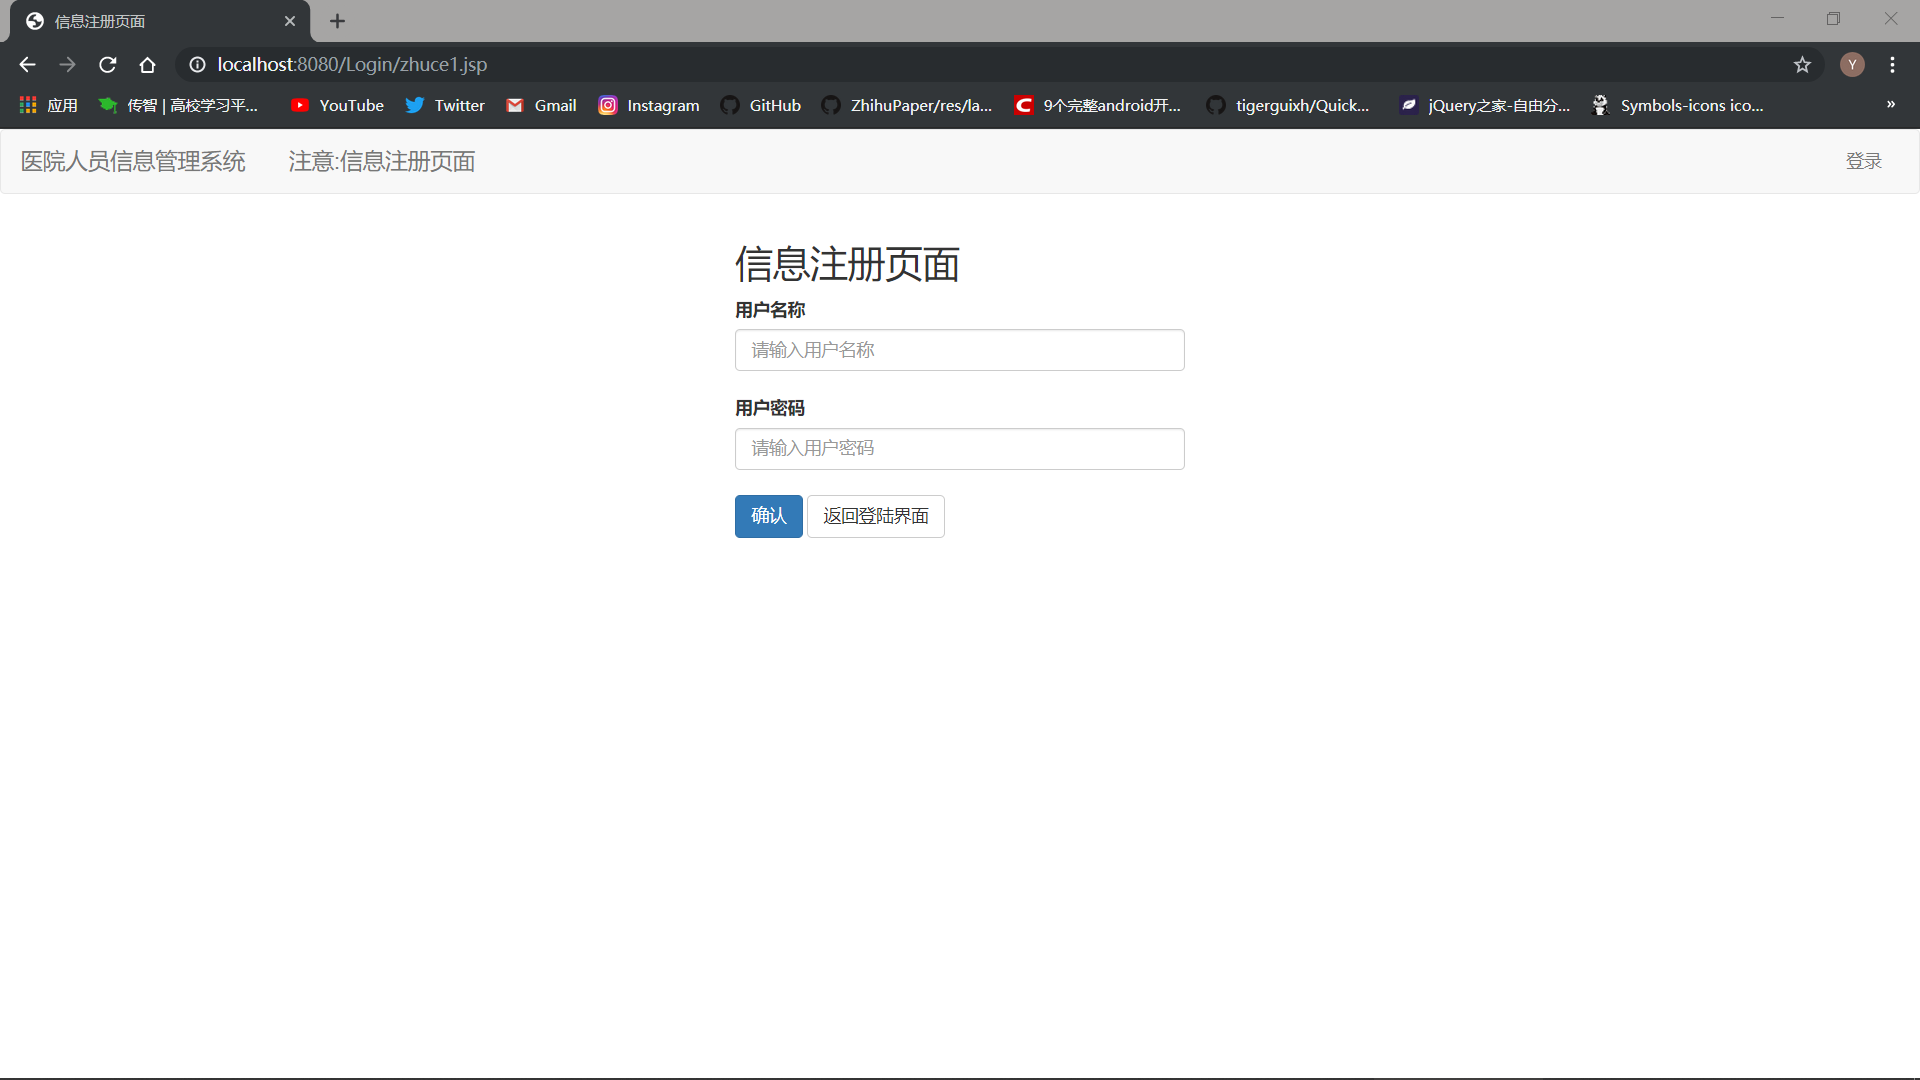 信息注册页面
localhost:8080/Login/zhuce1.jsp
Y
应用 传智 | 高校学习平... YouTube Twitter Gmail Instagram GitHub ZhihuPaper/res/la... 9个完整android开... tigerguixh/Quick... jQuery之家-自由分... Symbols-icons ico... »
医院人员信息管理系统 注意:信息注册页面 登录
信息注册页面
用户名称
请输入用户名称
用户密码
请输入用户密码
确认 返回登陆界面